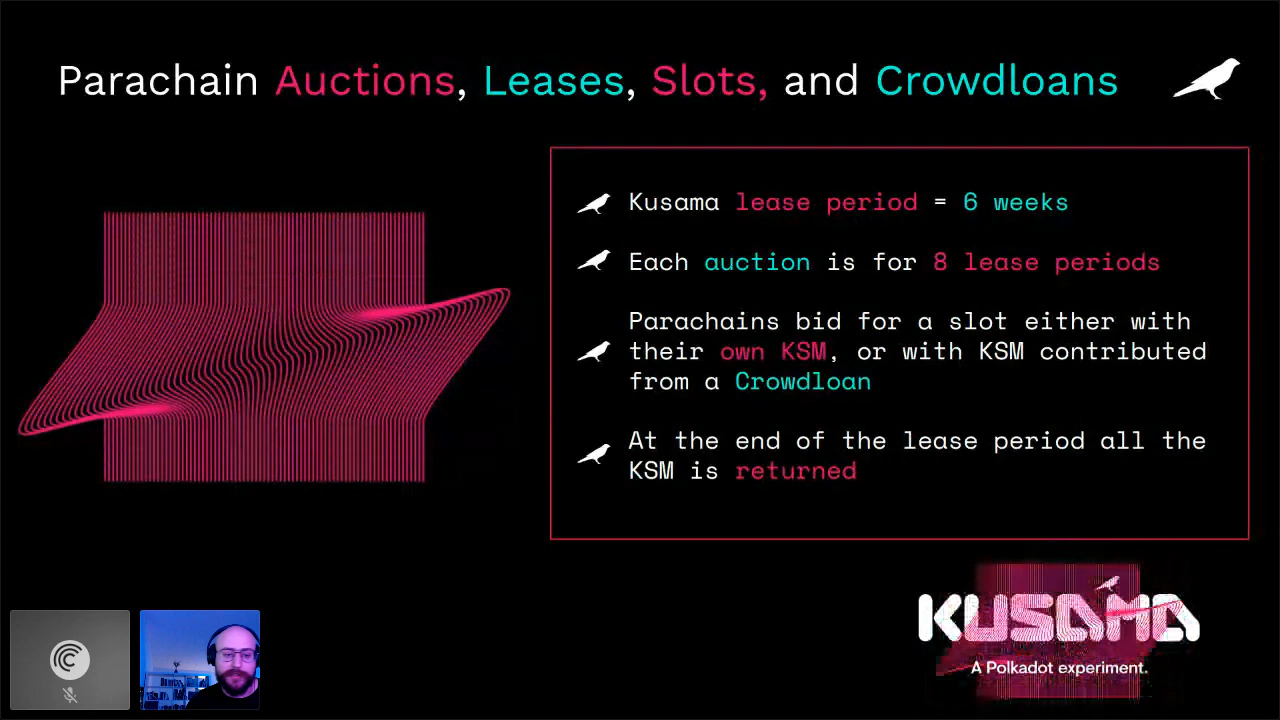 Parachain Auctions, Leases, Slots, and Crowdloans
Kusama lease period = 6 weeks
Each auction is for 8 lease periods
Parachains bid for a slot either with
their own KSM, or with KSM contributed
from a Crowdloan
At the end of the lease period all the
KSM is returned
KUSAMA
A Polkadot experiment.